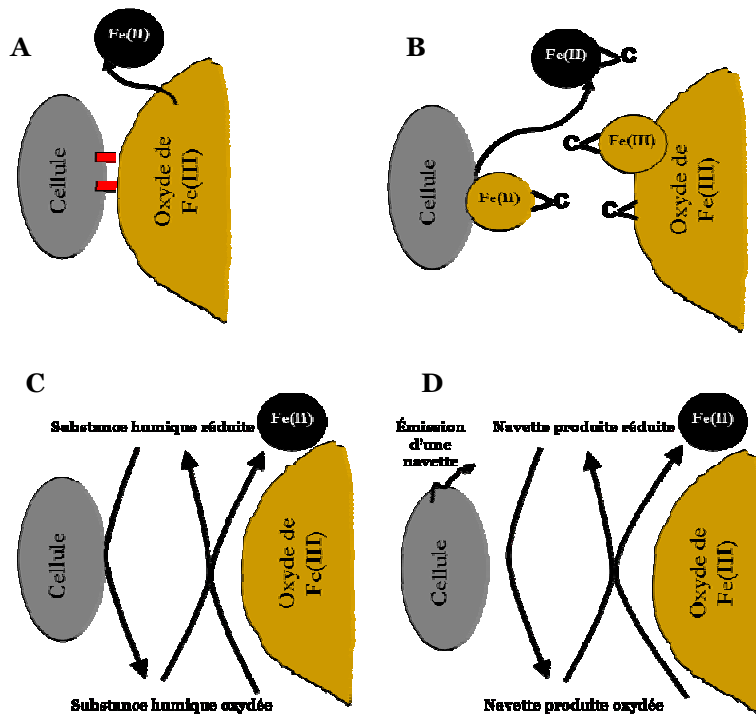 A
Fe(II)
Cellule
Oxyde de
Fe(III)
B
Fe(II)
C
C
Fe(III)
Cellule
Fe(II)
C
C
Oxyde de
Fe(III)
C
Substance humique réduite
Fe(II)
Cellule
Oxyde de
Fe(III)
Substance humique oxydée
D
Émission
d'une
navette
Navette produite réduite
Fe(II)
Cellule
Oxyde de
Fe(III)
Navette produite oxydée